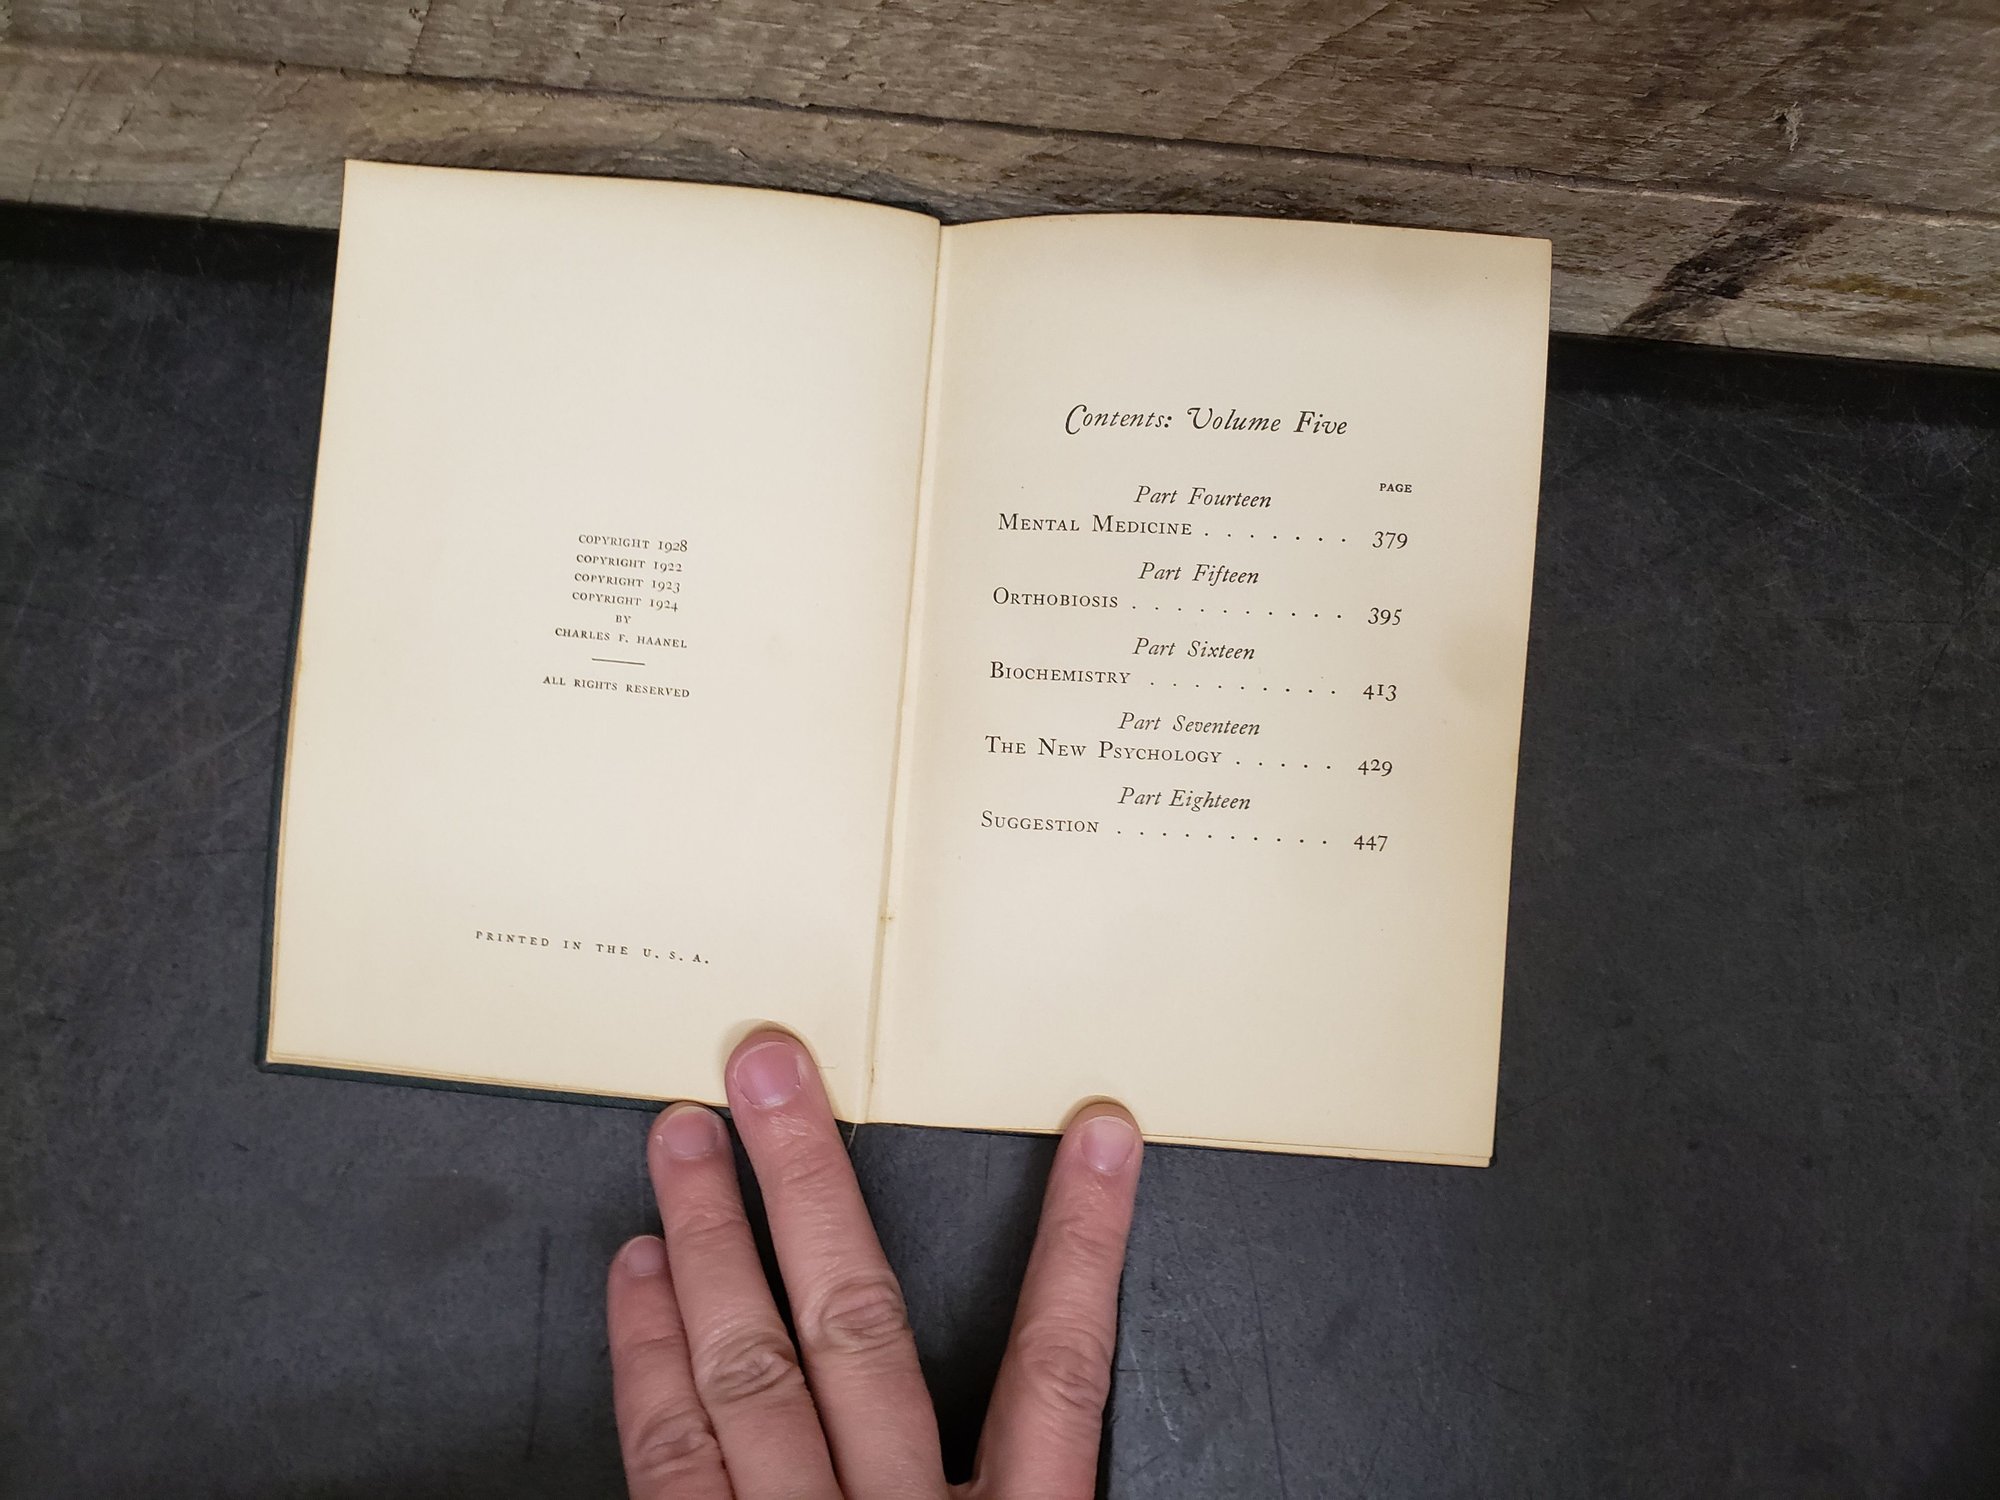 COPYRIGHT 1928
COPYRIGHT 1922
COPYRIGHT 1923
COPYRIGHT 1924
BY
CHARLES F. HAANEL
ALL RIGHTS RESERVED
PRINTED IN THE U. S. A.
Contents: Volume Five
PAGE
Part Fourteen
MENTAL MEDICINE . . . . . . . 379
Part Fifteen
ORTHOBIOSIS . . . . . . . . . . 395
Part Sixteen
BIOCHEMISTRY . . . . . . . . . 413
Part Seventeen
THE NEW PSYCHOLOGY . . . . . 429
Part Eighteen
SUGGESTION . . . . . . . . . . 447